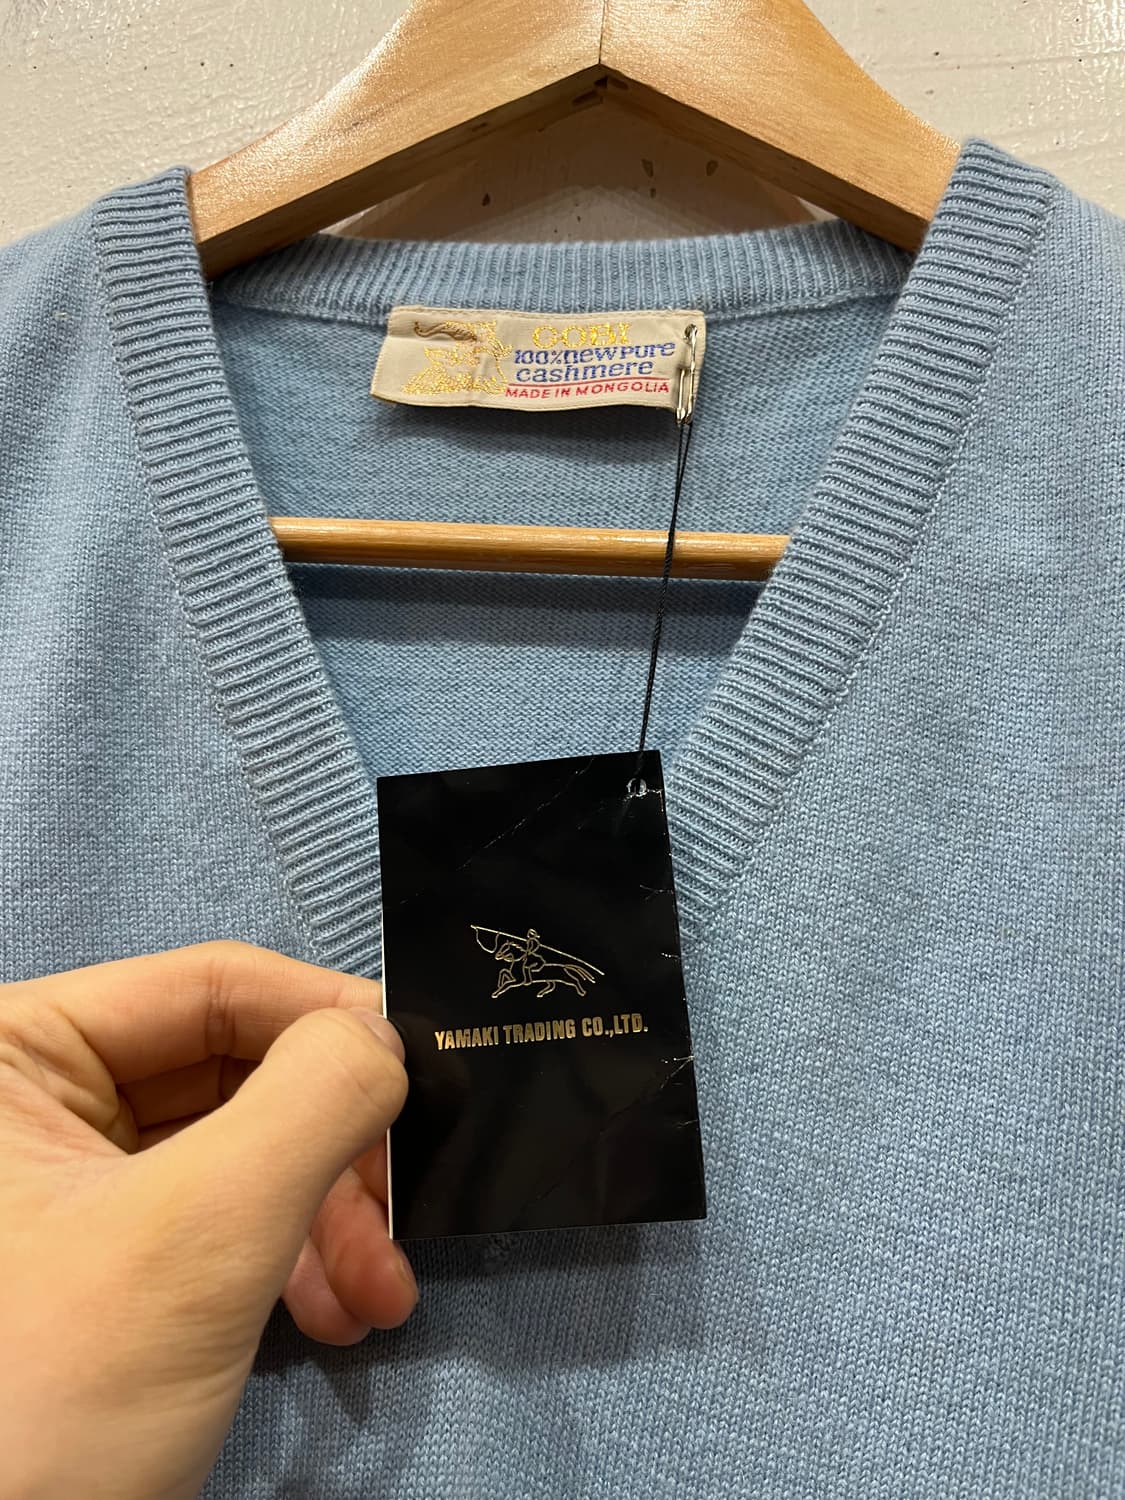 GOBI
100% new pure
cashmere
MADE IN MONGOLIA
YAMAKI TRADING CO.,LTD.